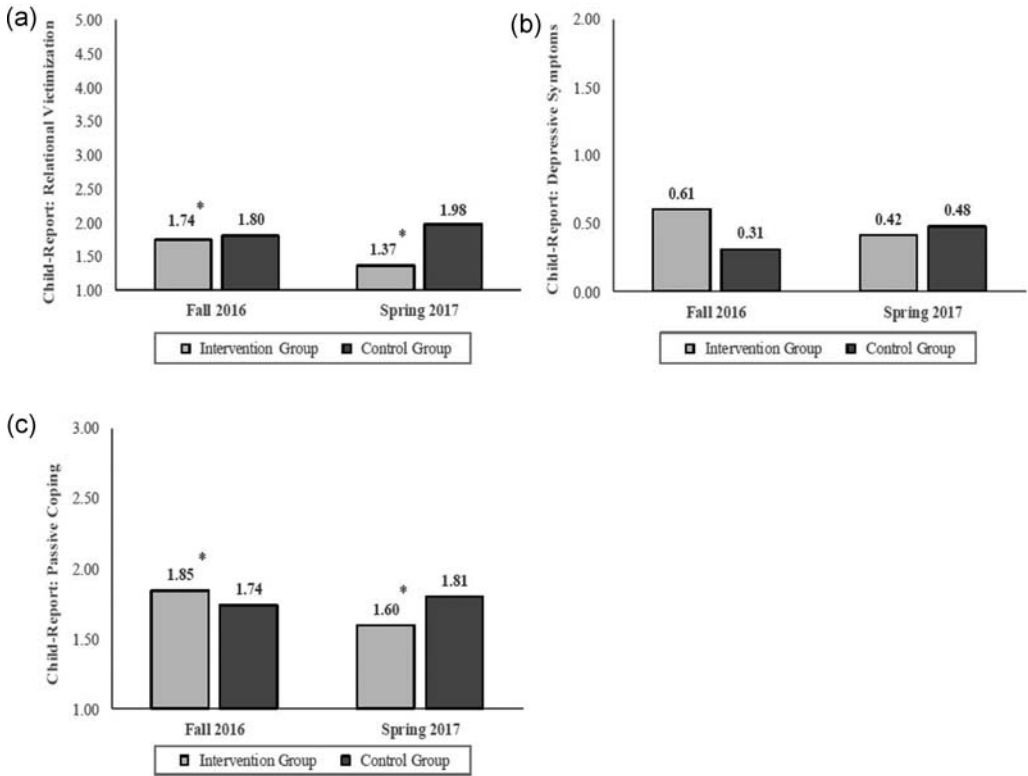 (a)
Child-Report: Relational Victimization
5.00
4.50
4.00
3.50
3.00
2.50
2.00
1.50
1.00
1.74 *
1.80
1.37 *
1.98
Fall 2016
Spring 2017
Intervention Group
Control Group
(b)
Child-Report: Depressive Symptoms
2.00
1.50
1.00
0.50
0.00
0.61
0.31
0.42
0.48
Fall 2016
Spring 2017
Intervention Group
Control Group
(c)
Child-Report: Passive Coping
3.00
2.50
2.00
1.50
1.00
1.85 *
1.74
1.60 *
1.81
Fall 2016
Spring 2017
Intervention Group
Control Group